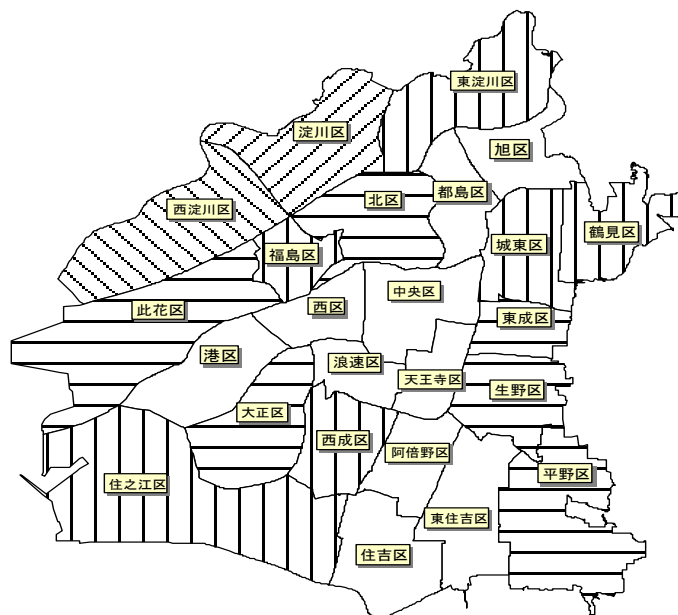 東淀川区
淀川区
旭区
都島区
北区
西淀川区
鶴見区
城東区
福島区
中央区
西区
此花区
東成区
港区
浪速区
天王寺区
生野区
大正区
西成区
阿倍野区
平野区
住之江区
東住吉区
住吉区